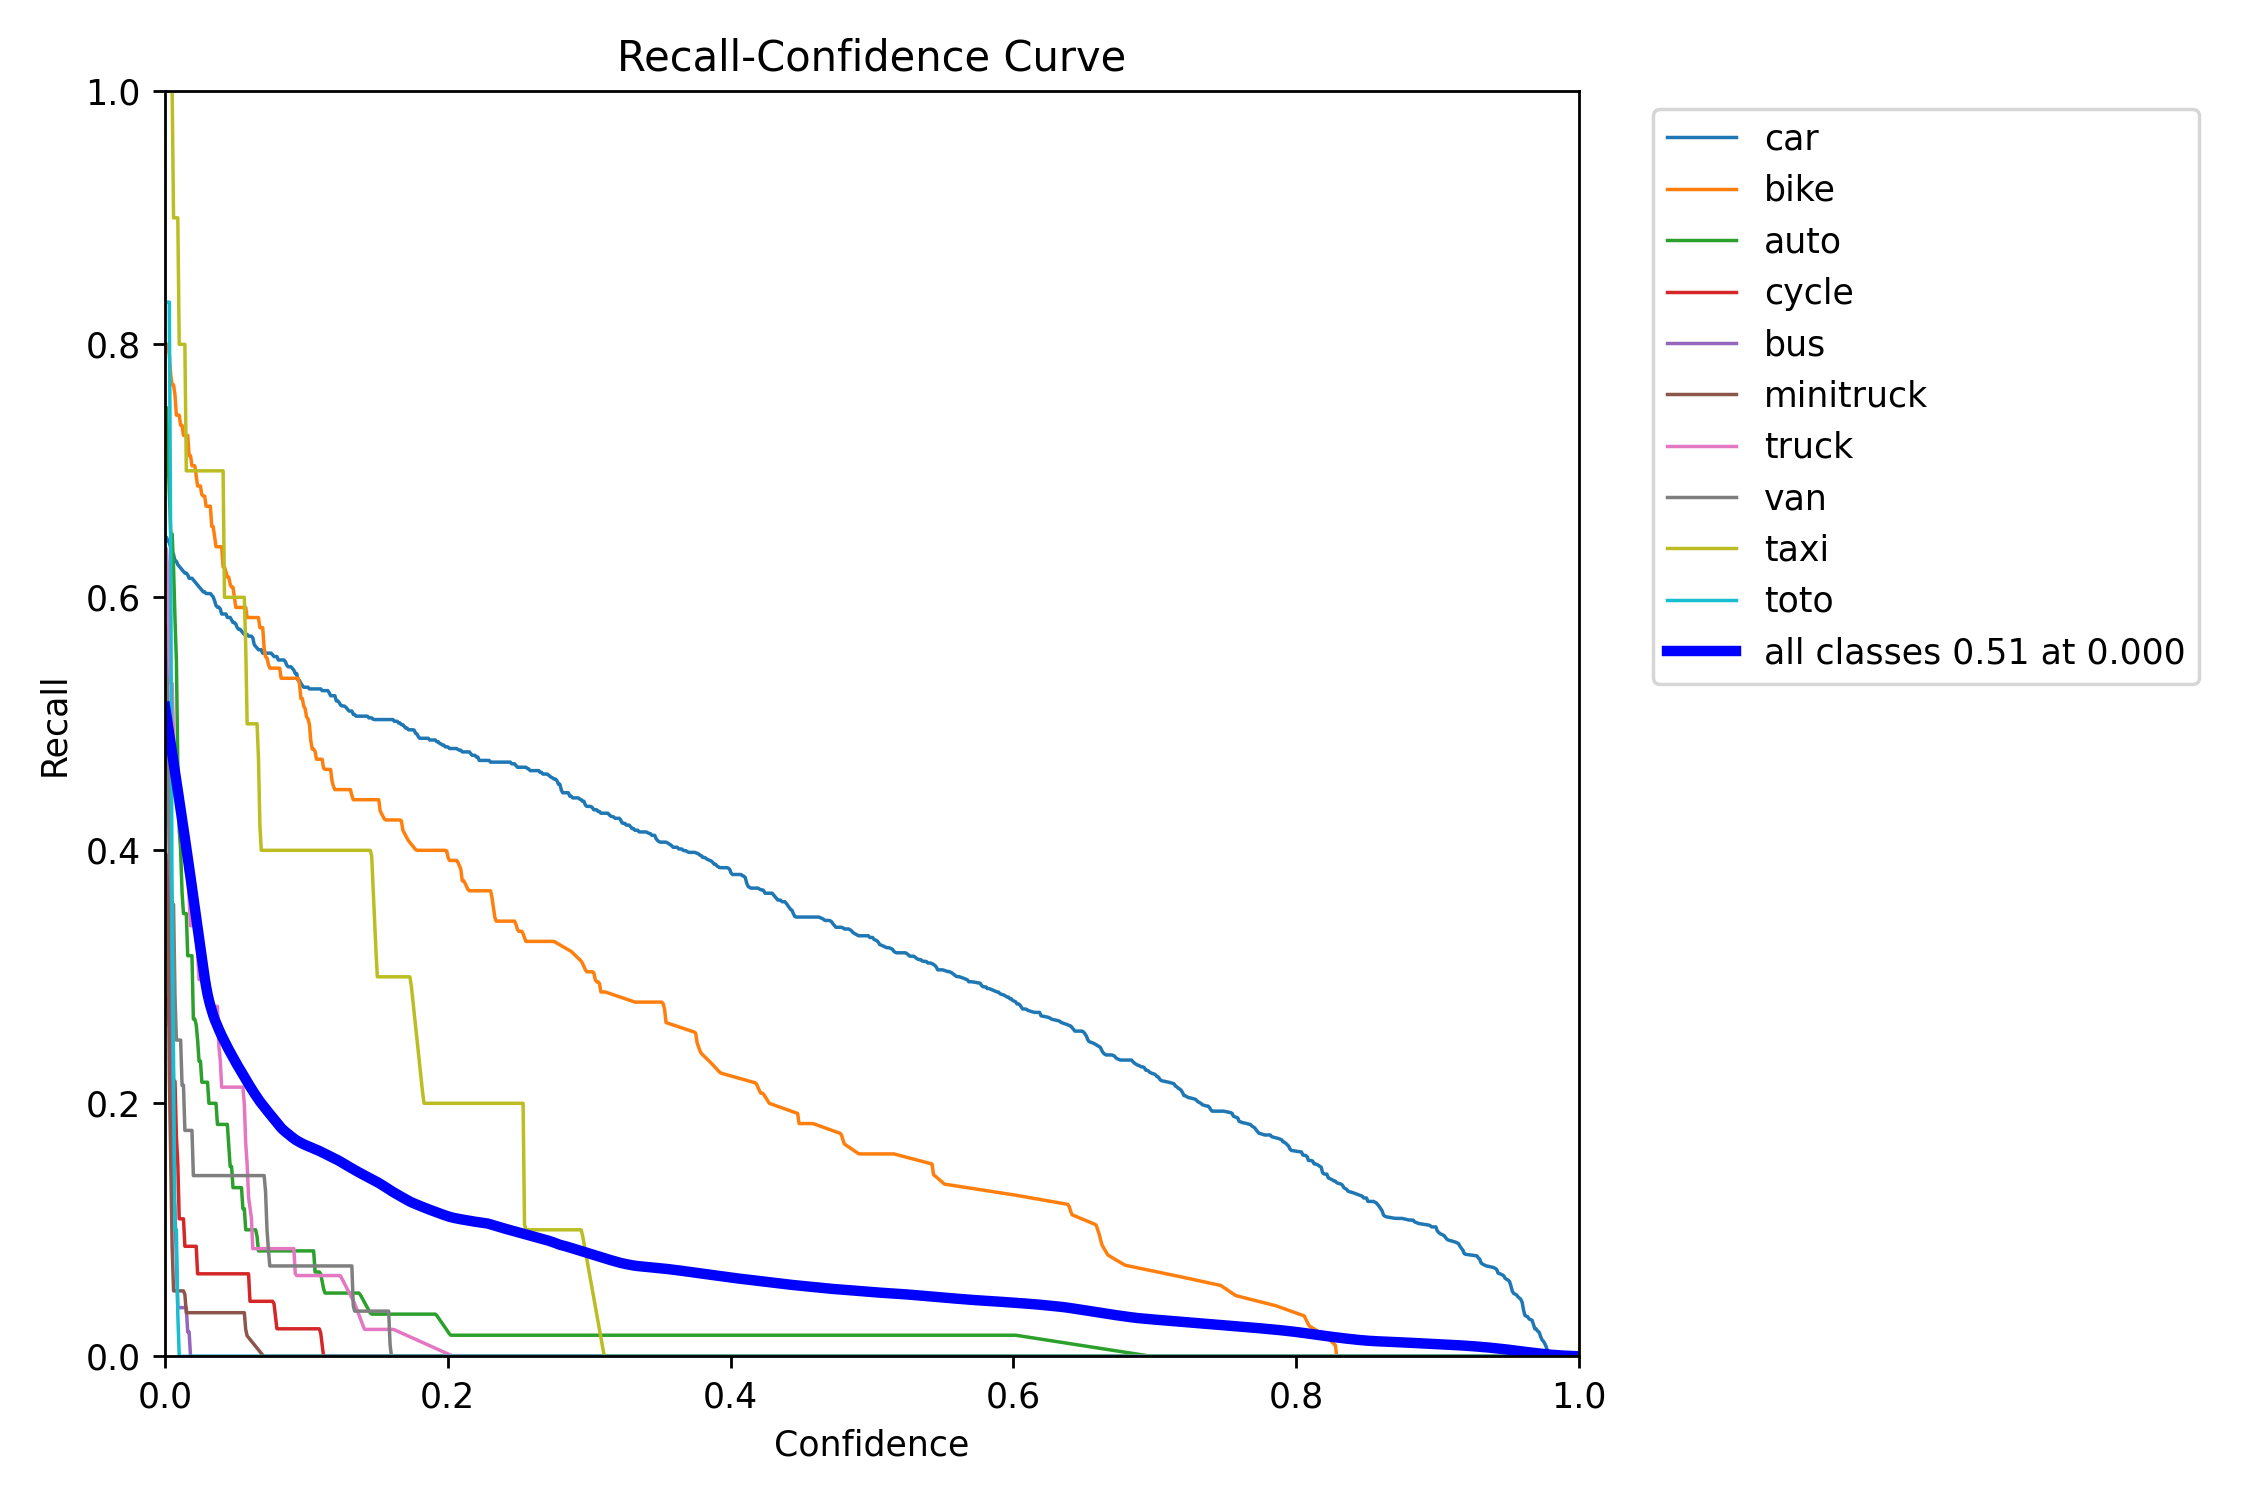 Recall-Confidence Curve
1.0
0.8
0.6
0.4
0.2
0.0
Recall
0.0 0.2 0.4 0.6 0.8 1.0
Confidence
car
bike
auto
cycle
bus
minitruck
truck
van
taxi
toto
all classes 0.51 at 0.000